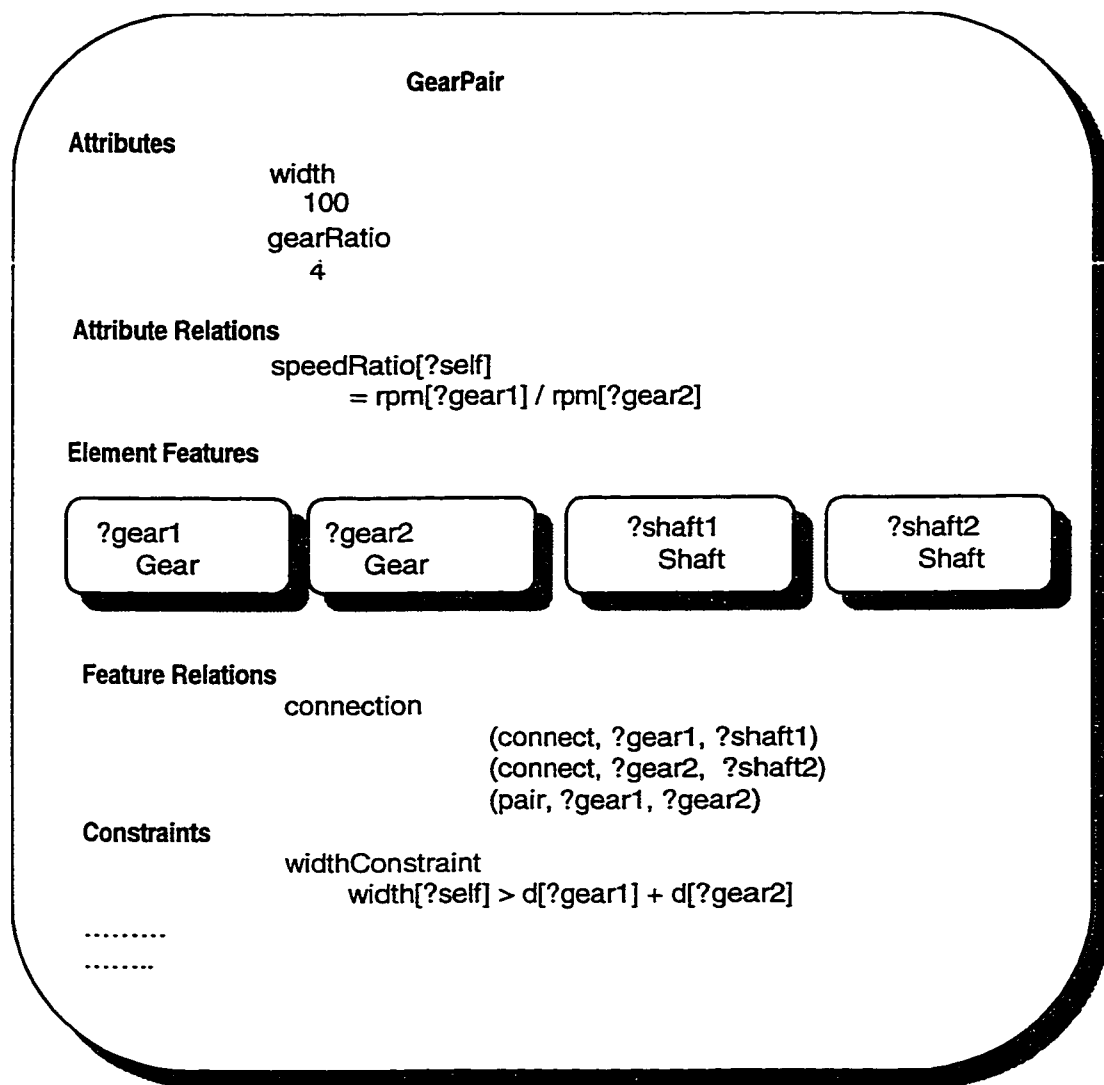 GearPair
Attributes
width
100
gearRatio
4
Attribute Relations
speedRatio[?self]
= rpm[?gear1] / rpm[?gear2]
Element Features
?gear1
Gear
?gear2
Gear
?shaft1
Shaft
?shaft2
Shaft
Feature Relations
connection
(connect, ?gear1, ?shaft1)
(connect, ?gear2, ?shaft2)
(pair, ?gear1, ?gear2)
Constraints
widthConstraint
width[?self] > d[?gear1] + d[?gear2]
.........
........